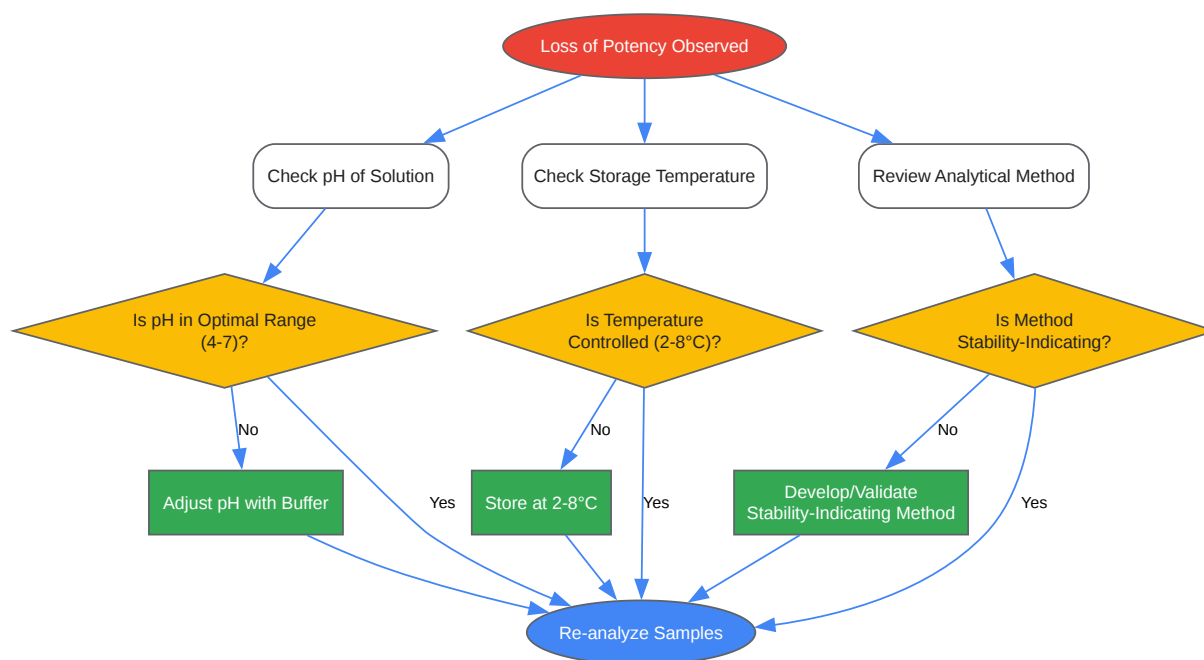 Loss of Potency Observed
Check pH of Solution
Check Storage Temperature
Review Analytical Method
Is pH in Optimal Range
(4-7)?
Is Temperature
Controlled (2-8°C)?
Is Method
Stability-Indicating?
No
No
No
Adjust pH with Buffer
Yes
Store at 2-8°C
Yes
Develop/Validate
Stability-Indicating Method
Yes
Re-analyze Samples